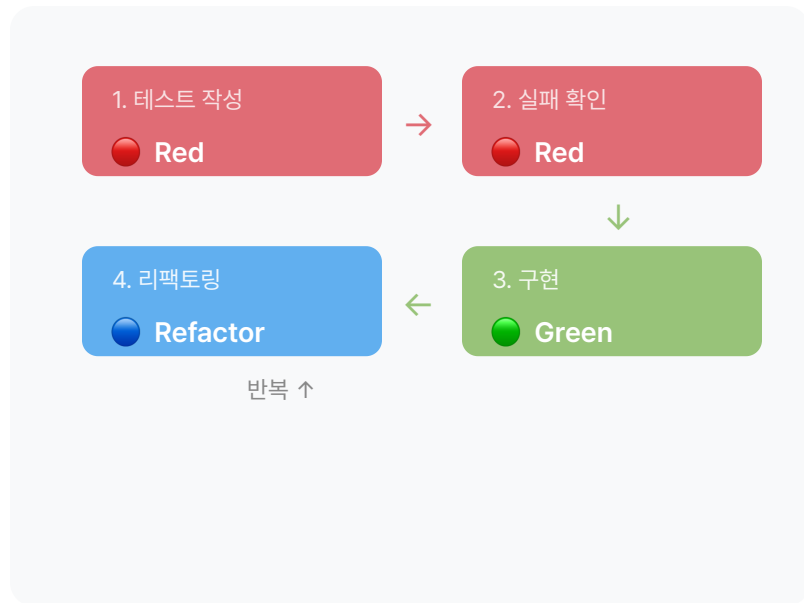 1. 테스트 작성
🔴 Red
→
2. 실패 확인
🔴 Red
↓
3. 구현
🟢 Green
←
4. 리팩토링
🔵 Refactor
반복 ↑